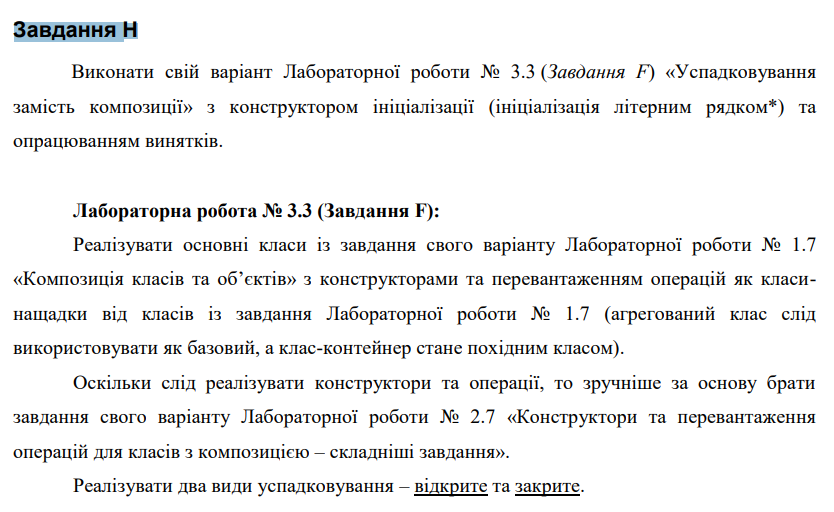 Завдання H
Виконати свій варіант Лабораторної роботи № 3.3 (Завдання F) «Успадковування
замість композиції» з конструктором ініціалізації (ініціалізація літерним рядком*) та
опрацюванням винятків.
Лабораторна робота № 3.3 (Завдання F):
Реалізувати основні класи із завдання свого варіанту Лабораторної роботи № 1.7
«Композиція класів та об’єктів» з конструкторами та перевантаженням операцій як класи-
нащадки від класів із завдання Лабораторної роботи № 1.7 (агрегований клас слід
використовувати як базовий, а клас-контейнер стане похідним класом).
Оскільки слід реалізувати конструктори та операції, то зручніше за основу брати
завдання свого варіанту Лабораторної роботи № 2.7 «Конструктори та перевантаження
операцій для класів з композицією – складніші завдання».
Реалізувати два види успадковування – відкрите та закрите.